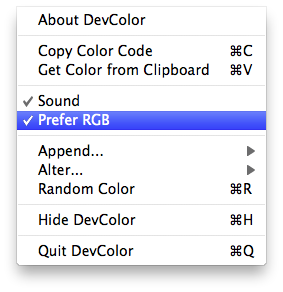 About DevColor
Copy Color Code ⌘C
Get Color from Clipboard ⌘V
✓ Sound
✓ Prefer RGB
Append... ▶
Alter... ▶
Random Color ⌘R
Hide DevColor ⌘H
Quit DevColor ⌘Q